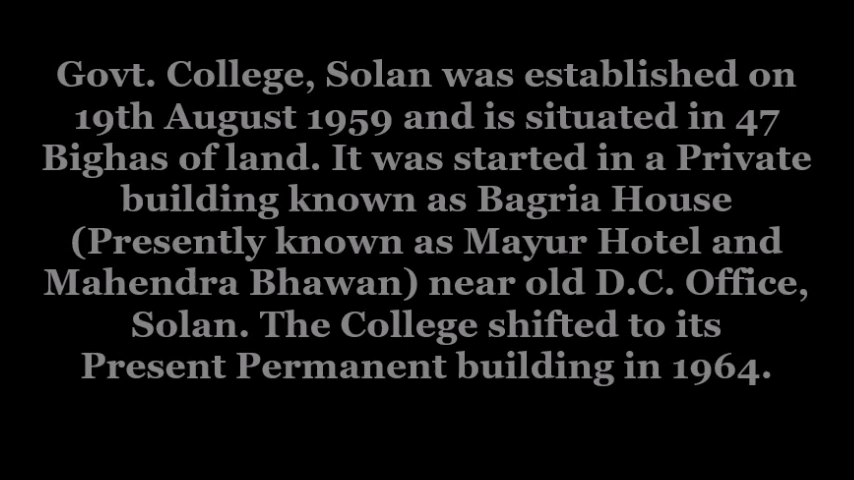 Govt. College, Solan was established on
19th August 1959 and is situated in 47
Bighas of land. It was started in a Private
building known as Bagria House
(Presently known as Mayur Hotel and
Mahendra Bhawan) near old D.C. Office,
Solan. The College shifted to its
Present Permanent building in 1964.